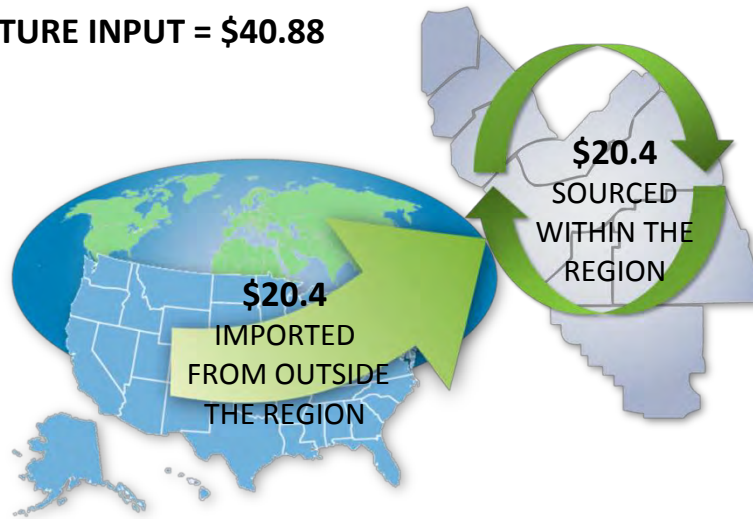 TURE INPUT = $40.88
$20.4
SOURCED
WITHIN THE
REGION
$20.4
IMPORTED
FROM OUTSIDE
THE REGION